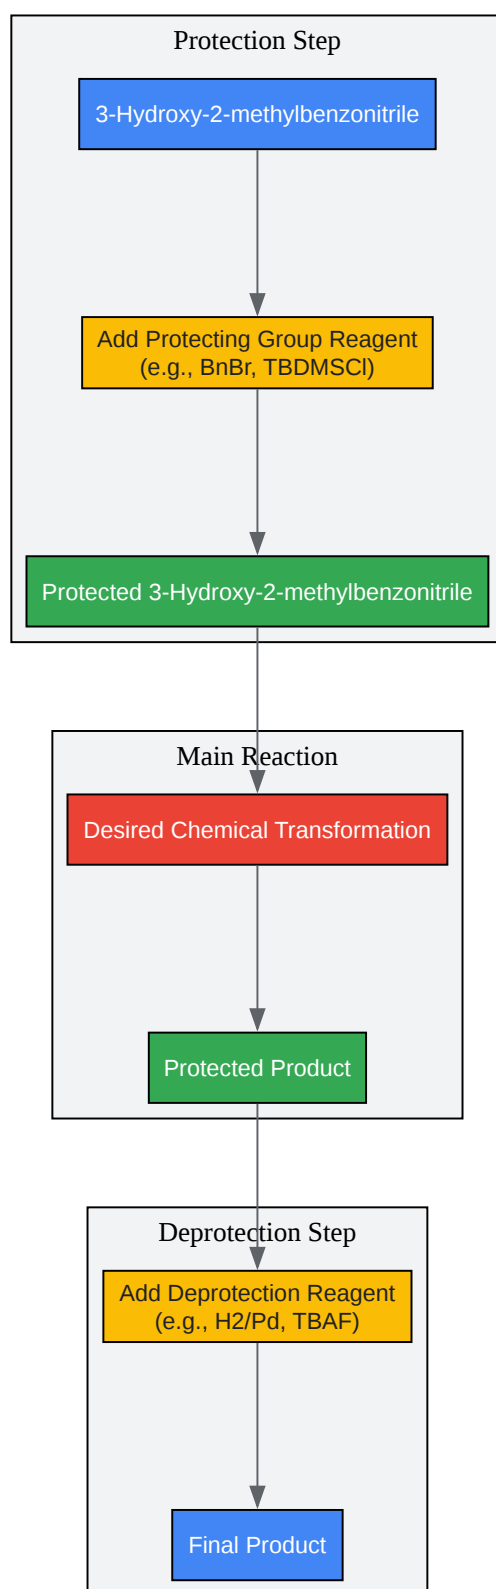 Protection Step
3-Hydroxy-2-methylbenzonitrile
Add Protecting Group Reagent
(e.g., BnBr, TBDMSCl)
Protected 3-Hydroxy-2-methylbenzonitrile
Main Reaction
Desired Chemical Transformation
Protected Product
Deprotection Step
Add Deprotection Reagent
(e.g., H2/Pd, TBAF)
Final Product